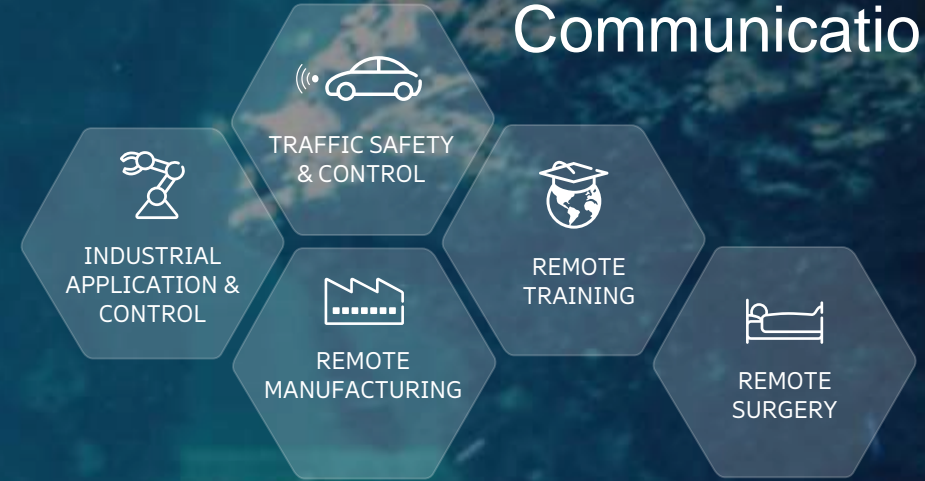 Communicatio
TRAFFIC SAFETY
& CONTROL
INDUSTRIAL
APPLICATION &
CONTROL
REMOTE
TRAINING
REMOTE
MANUFACTURING
REMOTE
SURGERY